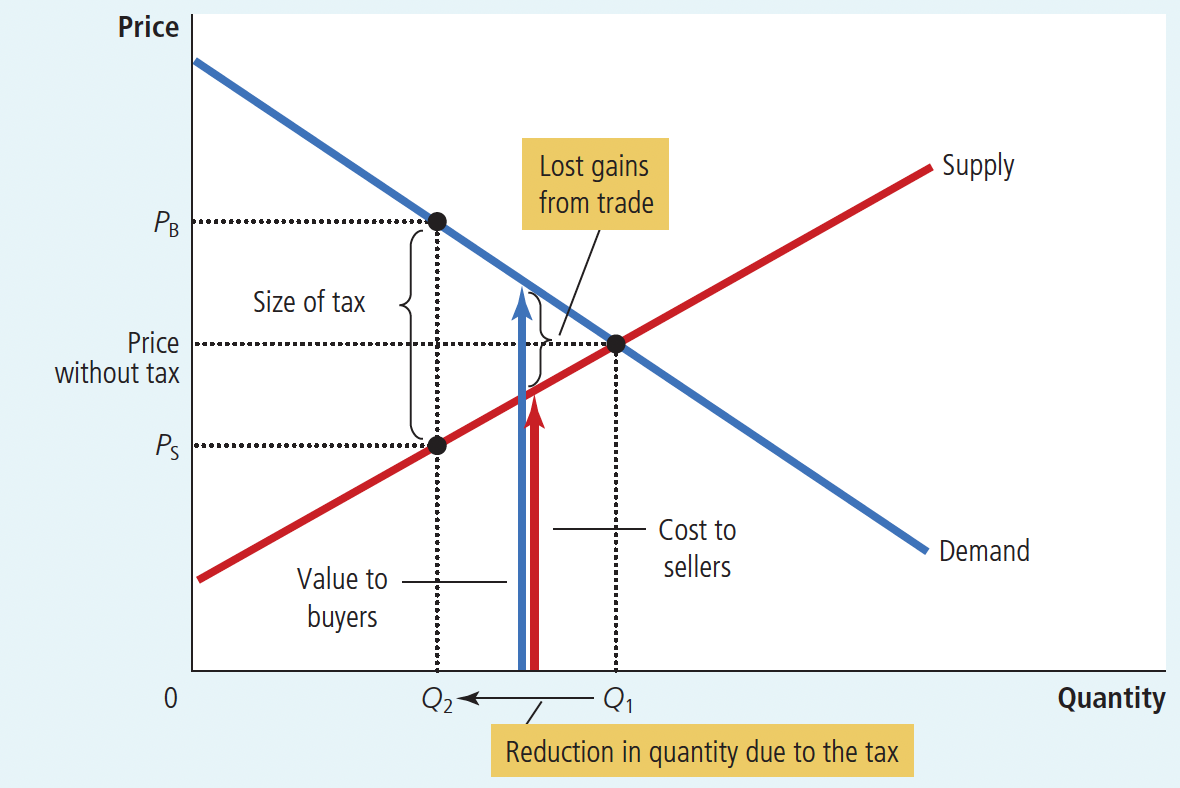 Price
Lost gains
from trade
Supply
P_B
Size of tax
Price
without tax
P_S
Cost to
sellers
Demand
Value to
buyers
0
Q_2
Q_1
Quantity
Reduction in quantity due to the tax